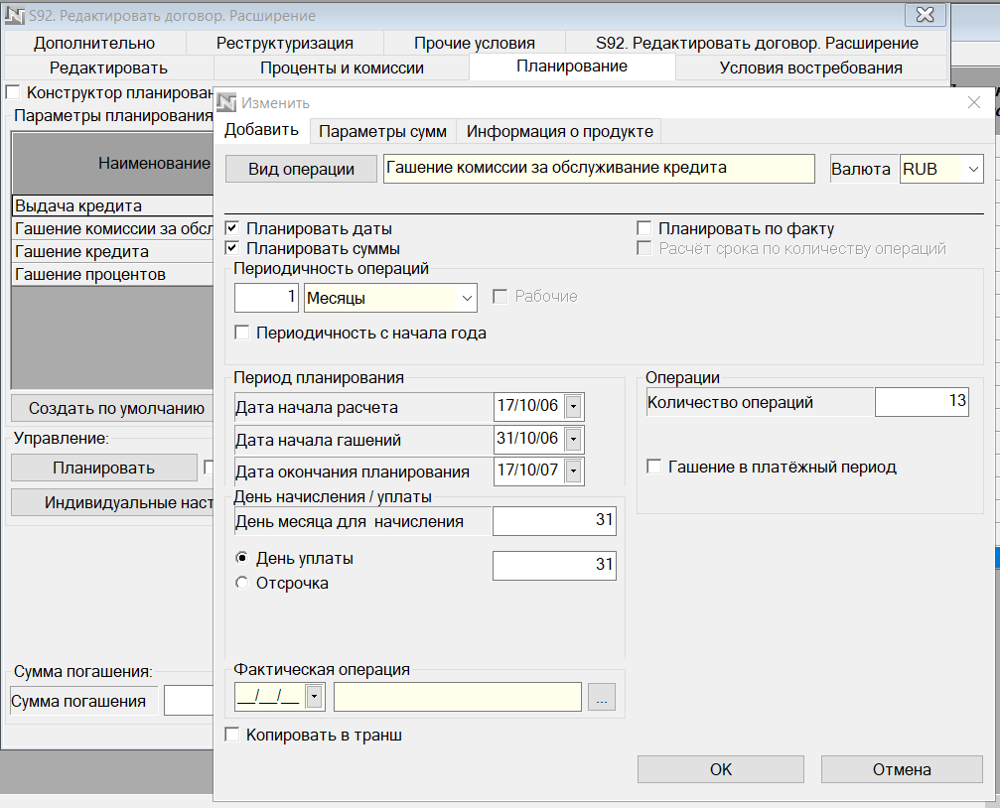 S92. Редактировать договор. Расширение
Дополнительно Реструктуризация Прочие условия S92. Редактировать договор. Расширение
Редактировать Проценты и комиссии Планирование Условия востребования
Конструктор планирован
Параметры планирования
Наименование
Выдача кредита
Гашение комиссии за обсл
Гашение кредита
Гашение процентов
Создать по умолчанию
Управление:
Планировать
Индивидуальные наст
Сумма погашения:
Сумма погашения
Изменить
Добавить Параметры сумм Информация о продукте
Вид операции Гашение комиссии за обслуживание кредита Валюта RUB
Планировать даты Планировать по факту
Планировать суммы Расчёт срока по количеству операций
Периодичность операций
1 Месяцы Рабочие
Периодичность с начала года
Период планирования
Дата начала расчета 17/10/06
Дата начала гашений 31/10/06
Дата окончания планирования 17/10/07
Операции
Количество операций 13
Гашение в платёжный период
День начисления / уплаты
День месяца для начисления 31
День уплаты 31
Отсрочка
Фактическая операция
__/__/__ ...
Копировать в транш
OK Отмена